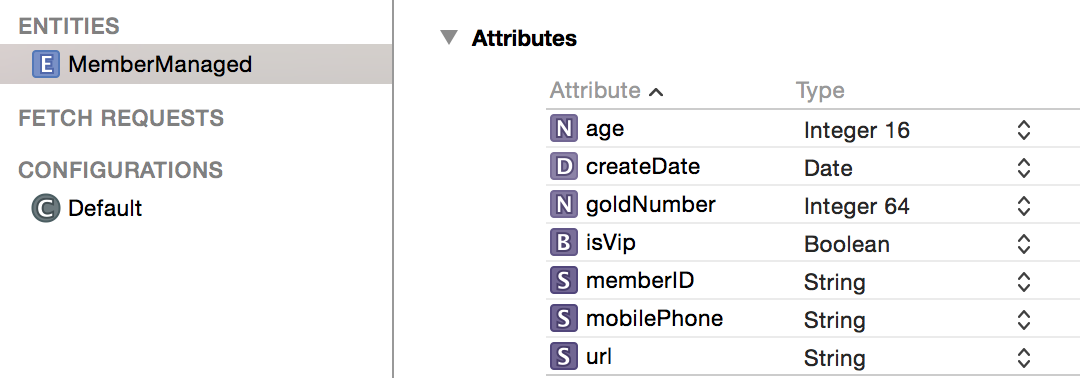 ENTITIES
E MemberManaged
FETCH REQUESTS
CONFIGURATIONS
C Default
Attributes
Attribute Type
N age Integer 16
D createDate Date
N goldNumber Integer 64
B isVip Boolean
S memberID String
S mobilePhone String
S url String